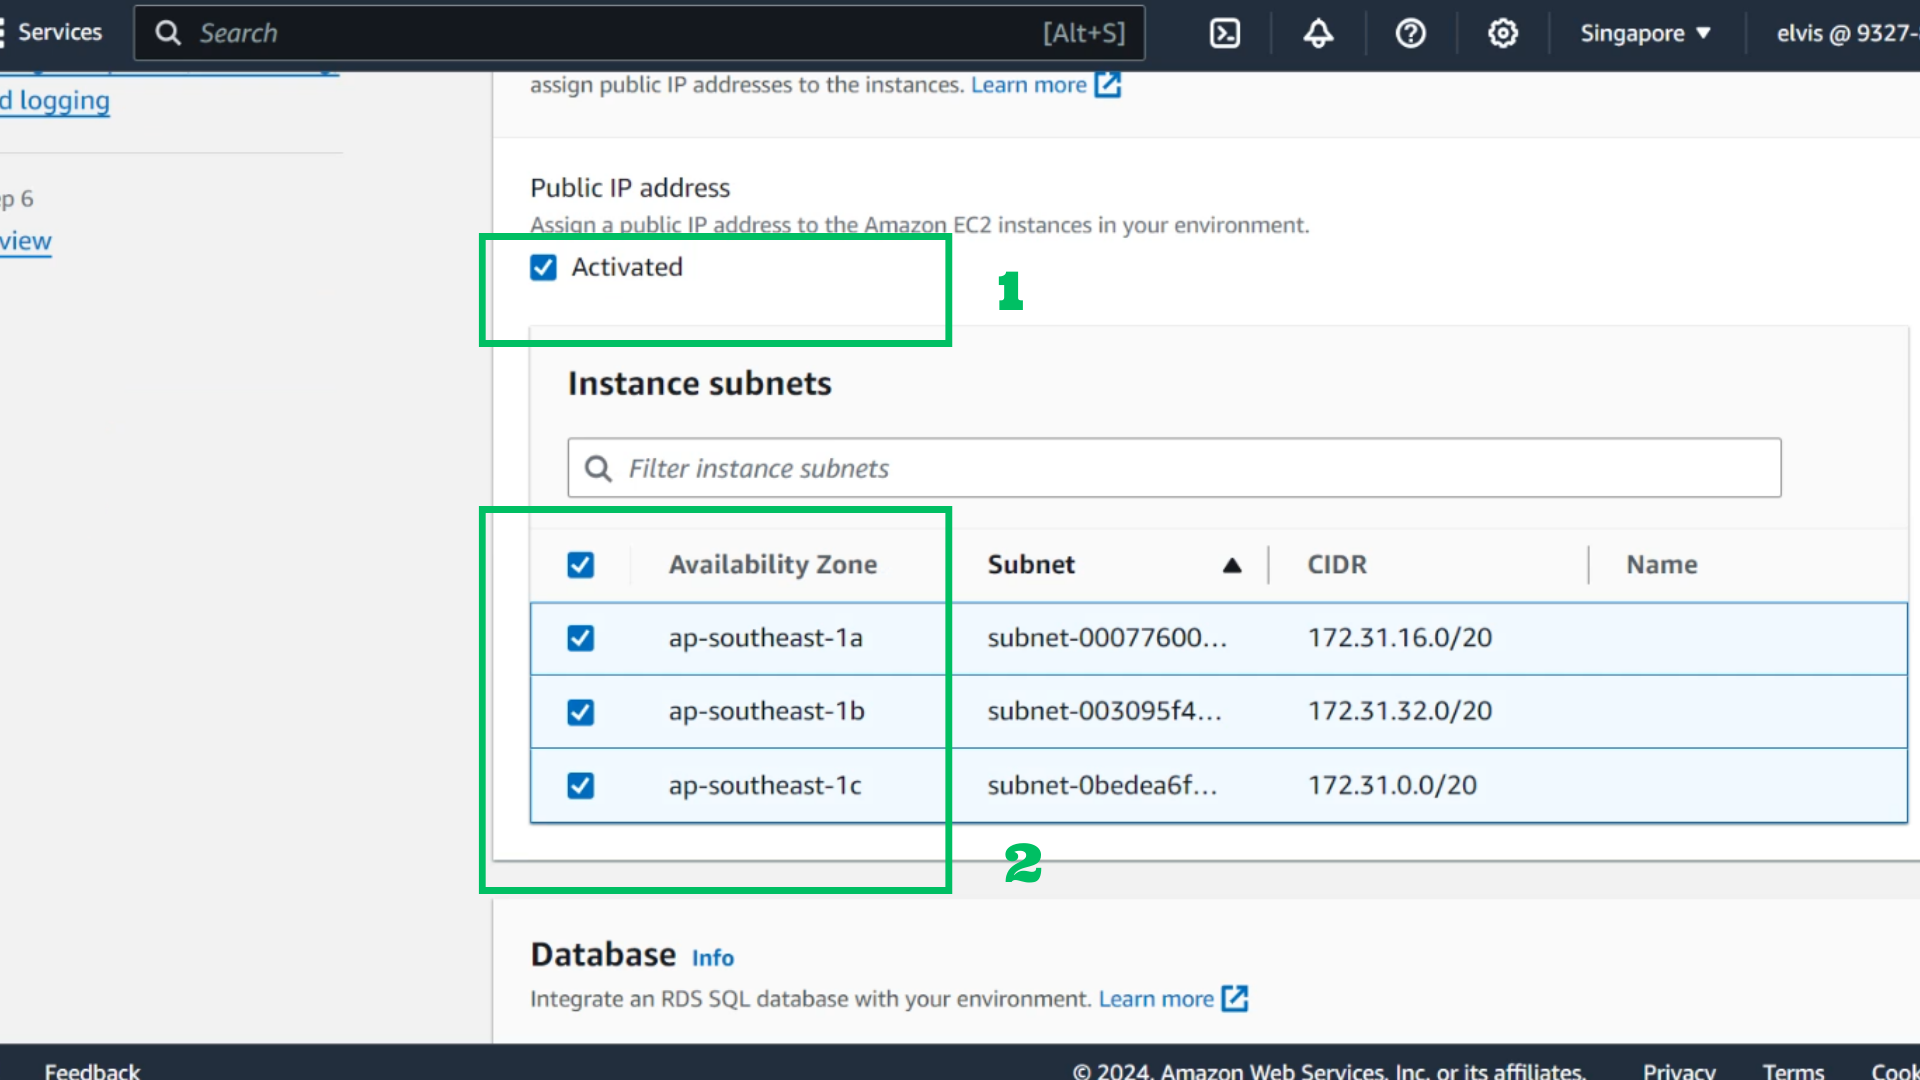 Services Search [Alt+S] Singapore ▼ elvis @ 9327-
assign public IP addresses to the instances. Learn more
d logging
Public IP address
p 6
Assign a public IP address to the Amazon EC2 instances in your environment.
view
Activated
1
Instance subnets
Filter instance subnets
Availability Zone Subnet ▲ CIDR Name
ap-southeast-1a subnet-00077600... 172.31.16.0/20
ap-southeast-1b subnet-003095f4... 172.31.32.0/20
ap-southeast-1c subnet-0bedea6f... 172.31.0.0/20
2
Database Info
Integrate an RDS SQL database with your environment. Learn more
Feedback © 2024, Amazon Web Services, Inc. or its affiliates. Privacy Terms Cook